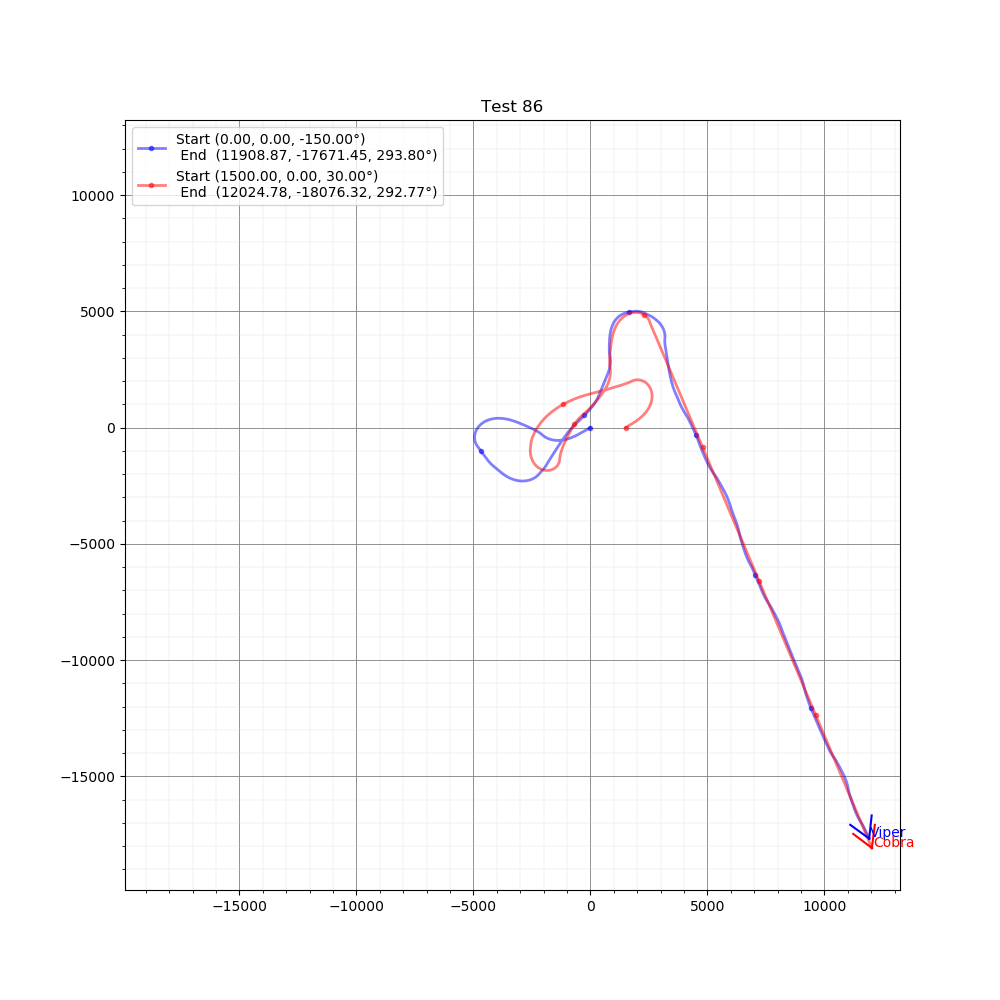 Test 86
Start (0.00, 0.00, -150.00°)
End  (11908.87, -17671.45, 293.80°)
Start (1500.00, 0.00, 30.00°)
End  (12024.78, -18076.32, 292.77°)
10000
5000
0
−5000
−10000
−15000
Viper
Cobra
−15000
−10000
−5000
0
5000
10000